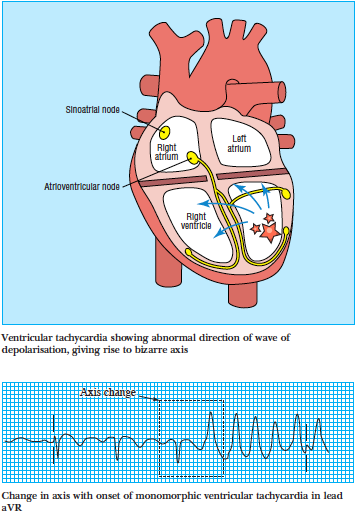 Sinoatrial node
Left
atrium
Right
atrium
Atrioventricular node
Right
ventricle
Ventricular tachycardia showing abnormal direction of wave of
depolarisation, giving rise to bizarre axis
Axis change
Change in axis with onset of monomorphic ventricular tachycardia in lead
aVR